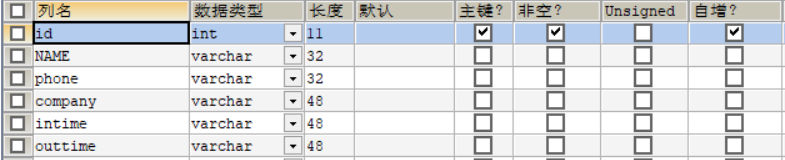 列名 数据类型 长度 默认 主键? 非空? Unsigned 自增?
id int 11
NAME varchar 32
phone varchar 32
company varchar 48
intime varchar 48
outtime varchar 48